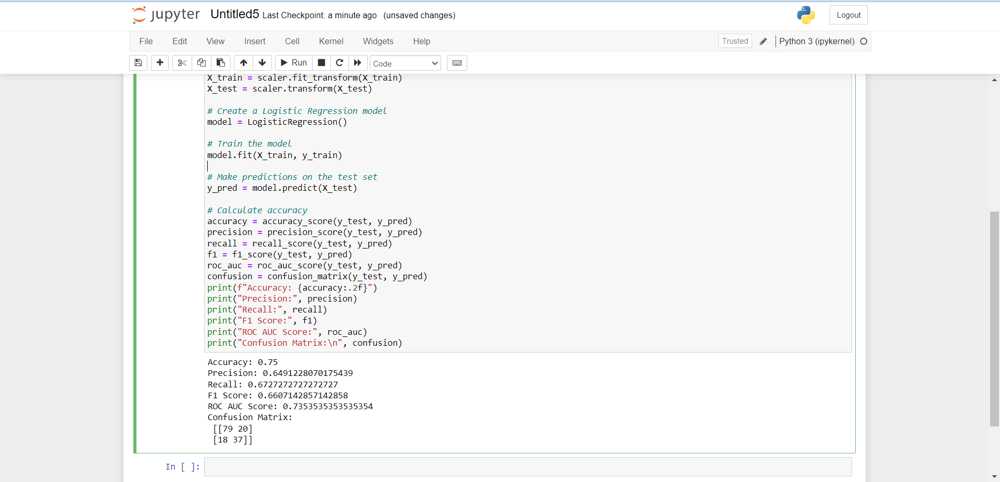 jupyter Untitled5 Last Checkpoint: a minute ago (unsaved changes)
Logout
File Edit View Insert Cell Kernel Widgets Help
Trusted Python 3 (ipykernel)
Run Code
X_train = scaler.fit_transform(X_train)
X_test = scaler.transform(X_test)
# Create a Logistic Regression model
model = LogisticRegression()
# Train the model
model.fit(X_train, y_train)
# Make predictions on the test set
y_pred = model.predict(X_test)
# Calculate accuracy
accuracy = accuracy_score(y_test, y_pred)
precision = precision_score(y_test, y_pred)
recall = recall_score(y_test, y_pred)
f1 = f1_score(y_test, y_pred)
roc_auc = roc_auc_score(y_test, y_pred)
confusion = confusion_matrix(y_test, y_pred)
print(f"Accuracy: {accuracy:.2f}")
print("Precision:", precision)
print("Recall:", recall)
print("F1 Score:", f1)
print("ROC AUC Score:", roc_auc)
print("Confusion Matrix:\n", confusion)
Accuracy: 0.75
Precision: 0.6491228070175439
Recall: 0.6727272727272727
F1 Score: 0.6607142857142858
ROC AUC Score: 0.7353535353535354
Confusion Matrix:
[[79 20]
[18 37]]
In [ ]: